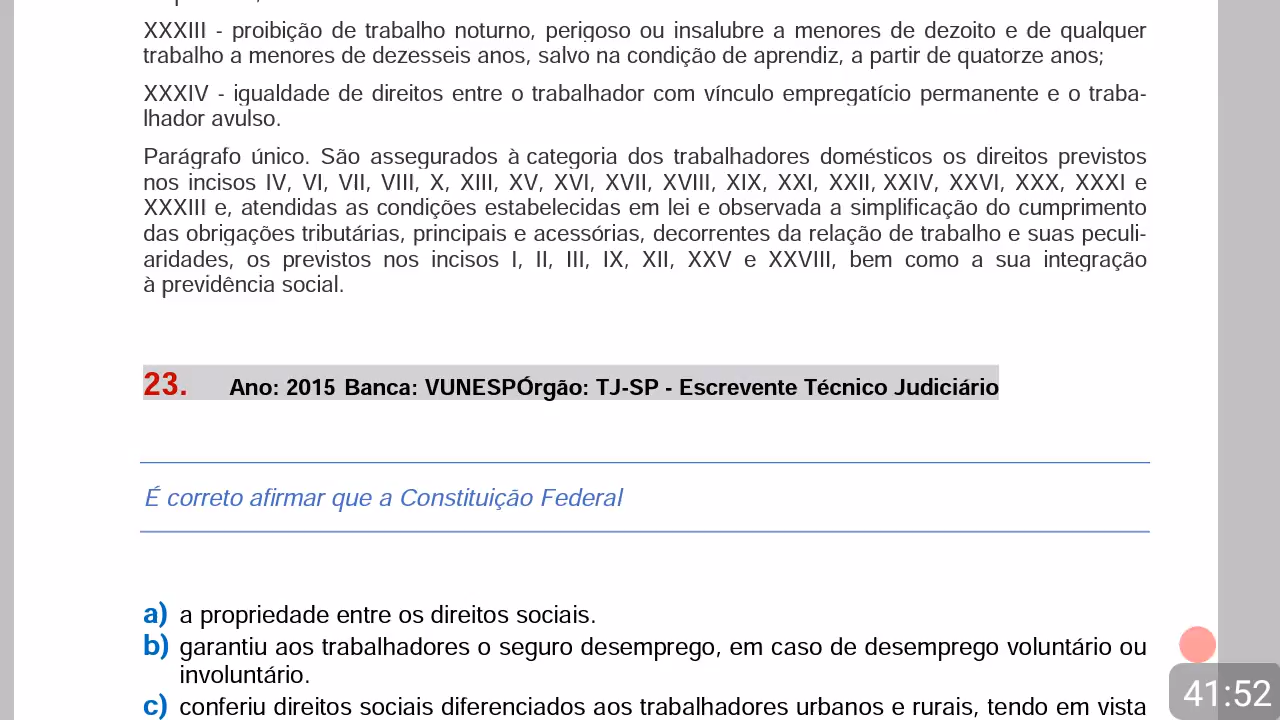 XXXIII - proibição de trabalho noturno, perigoso ou insalubre a menores de dezoito e de qualquer
trabalho a menores de dezesseis anos, salvo na condição de aprendiz, a partir de quatorze anos;
XXXIV - igualdade de direitos entre o trabalhador com vínculo empregatício permanente e o traba-
lhador avulso.
Parágrafo único. São assegurados à categoria dos trabalhadores domésticos os direitos previstos
nos incisos IV, VI, VII, VIII, X, XIII, XV, XVI, XVII, XVIII, XIX, XXI, XXII, XXIV, XXVI, XXX, XXXI e
XXXIII e, atendidas as condições estabelecidas em lei e observada a simplificação do cumprimento
das obrigações tributárias, principais e acessórias, decorrentes da relação de trabalho e suas peculi-
aridades, os previstos nos incisos I, II, III, IX, XII, XXV e XXVIII, bem como a sua integração
à previdência social.
23. Ano: 2015 Banca: VUNESPÓrgão: TJ-SP - Escrevente Técnico Judiciário
É correto afirmar que a Constituição Federal
a) a propriedade entre os direitos sociais.
b) garantiu aos trabalhadores o seguro desemprego, em caso de desemprego voluntário ou
involuntário.
c) conferiu direitos sociais diferenciados aos trabalhadores urbanos e rurais, tendo em vista
41:52